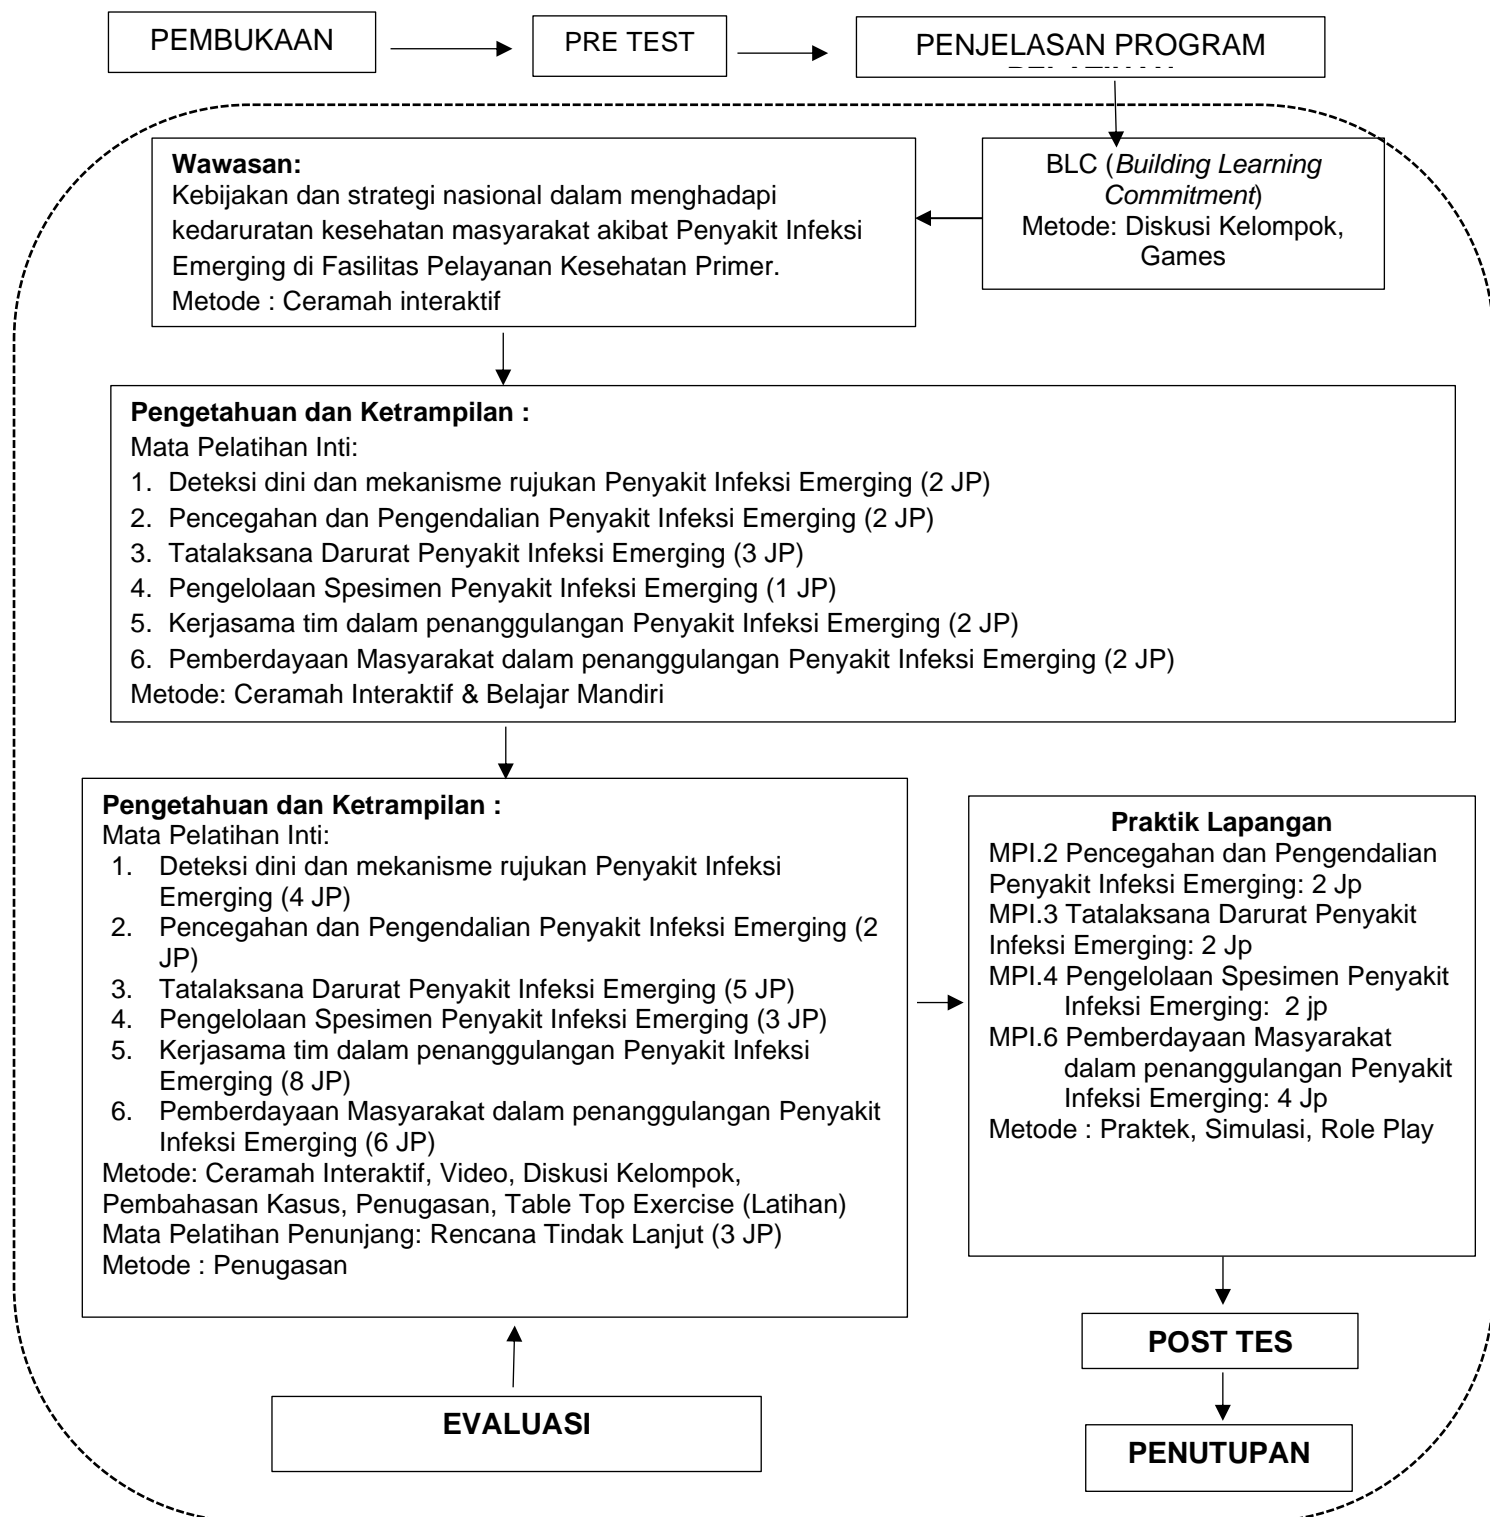 PEMBUKAAN
PRE TEST
PENJELASAN PROGRAM
BLC (Building Learning
Commitment)
Metode: Diskusi Kelompok,
Games
Wawasan:
Kebijakan dan strategi nasional dalam menghadapi
kedaruratan kesehatan masyarakat akibat Penyakit Infeksi
Emerging di Fasilitas Pelayanan Kesehatan Primer.
Metode : Ceramah interaktif
Pengetahuan dan Ketrampilan :
Mata Pelatihan Inti:
1. Deteksi dini dan mekanisme rujukan Penyakit Infeksi Emerging (2 JP)
2. Pencegahan dan Pengendalian Penyakit Infeksi Emerging (2 JP)
3. Tatalaksana Darurat Penyakit Infeksi Emerging (3 JP)
4. Pengelolaan Spesimen Penyakit Infeksi Emerging (1 JP)
5. Kerjasama tim dalam penanggulangan Penyakit Infeksi Emerging (2 JP)
6. Pemberdayaan Masyarakat dalam penanggulangan Penyakit Infeksi Emerging (2 JP)
Metode: Ceramah Interaktif & Belajar Mandiri
Pengetahuan dan Ketrampilan :
Mata Pelatihan Inti:
1. Deteksi dini dan mekanisme rujukan Penyakit Infeksi
Emerging (4 JP)
2. Pencegahan dan Pengendalian Penyakit Infeksi Emerging (2
JP)
3. Tatalaksana Darurat Penyakit Infeksi Emerging (5 JP)
4. Pengelolaan Spesimen Penyakit Infeksi Emerging (3 JP)
5. Kerjasama tim dalam penanggulangan Penyakit Infeksi
Emerging (8 JP)
6. Pemberdayaan Masyarakat dalam penanggulangan Penyakit
Infeksi Emerging (6 JP)
Metode: Ceramah Interaktif, Video, Diskusi Kelompok,
Pembahasan Kasus, Penugasan, Table Top Exercise (Latihan)
Mata Pelatihan Penunjang: Rencana Tindak Lanjut (3 JP)
Metode : Penugasan
Praktik Lapangan
MPI.2 Pencegahan dan Pengendalian
Penyakit Infeksi Emerging: 2 Jp
MPI.3 Tatalaksana Darurat Penyakit
Infeksi Emerging: 2 Jp
MPI.4 Pengelolaan Spesimen Penyakit
Infeksi Emerging: 2 jp
MPI.6 Pemberdayaan Masyarakat
dalam penanggulangan Penyakit
Infeksi Emerging: 4 Jp
Metode : Praktek, Simulasi, Role Play
POST TES
EVALUASI
PENUTUPAN